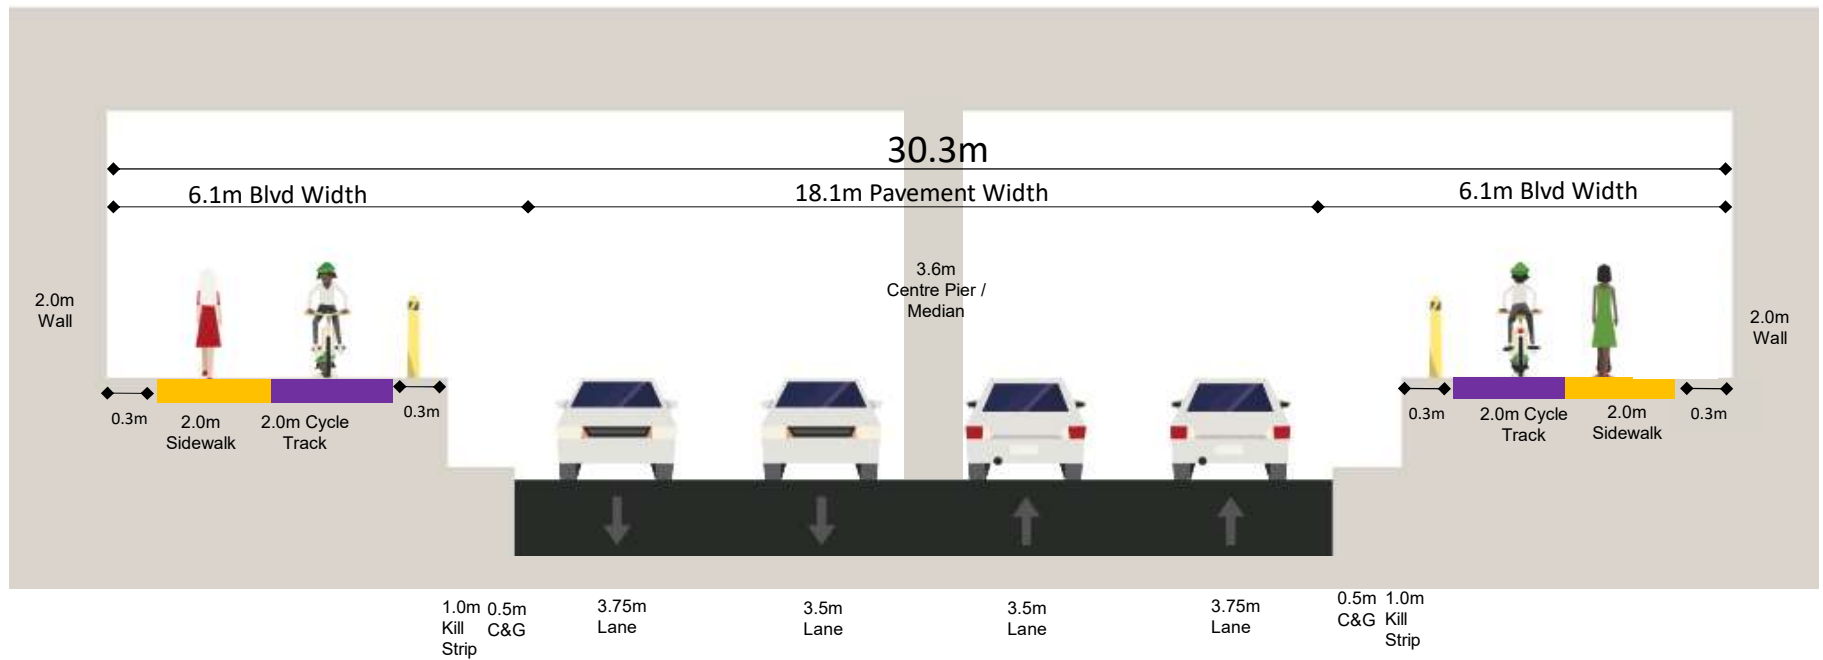 30.3m
6.1m Blvd Width
18.1m Pavement Width
6.1m Blvd Width
3.6m
Centre Pier /
Median
2.0m
Wall
2.0m
Wall
0.3m
2.0m
Sidewalk
2.0m Cycle
Track
0.3m
0.3m
2.0m Cycle
Track
2.0m
Sidewalk
0.3m
1.0m
Kill
Strip
0.5m
C&G
3.75m
Lane
3.5m
Lane
3.5m
Lane
3.75m
Lane
0.5m
C&G
1.0m
Kill
Strip